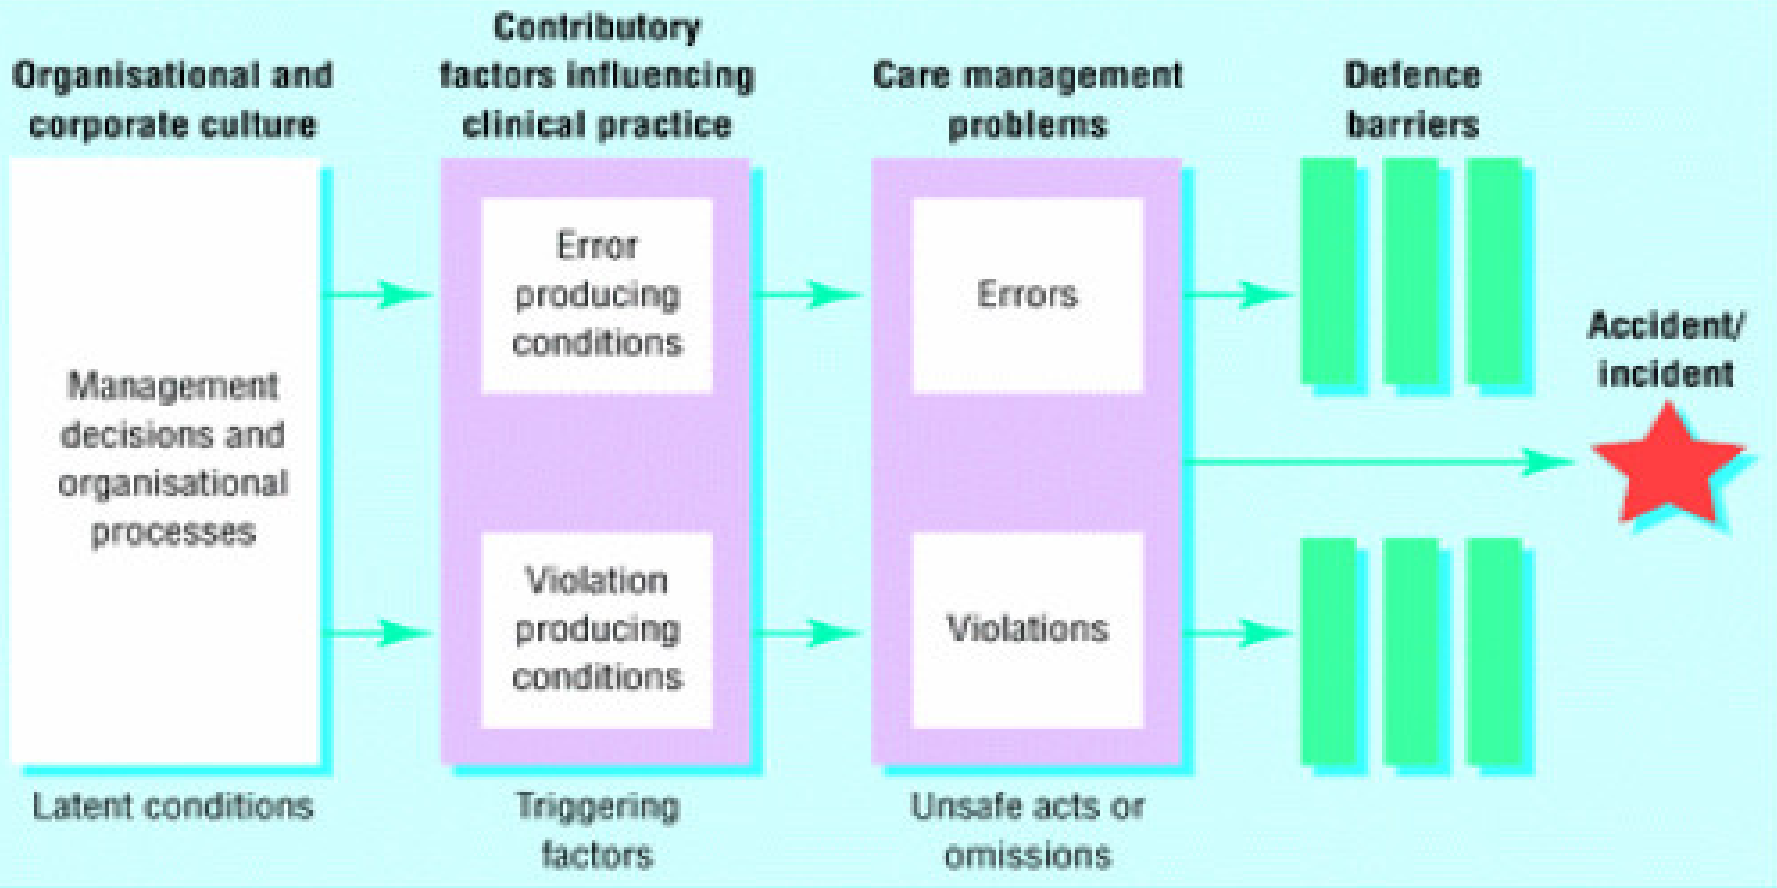 Organisational and
corporate culture
Contributory
factors influencing
clinical practice
Care management
problems
Defence
barriers
Management
decisions and
organisational
processes
Error
producing
conditions
Violation
producing
conditions
Errors
Violations
Accident/
incident
Latent conditions
Triggering
factors
Unsafe acts or
omissions